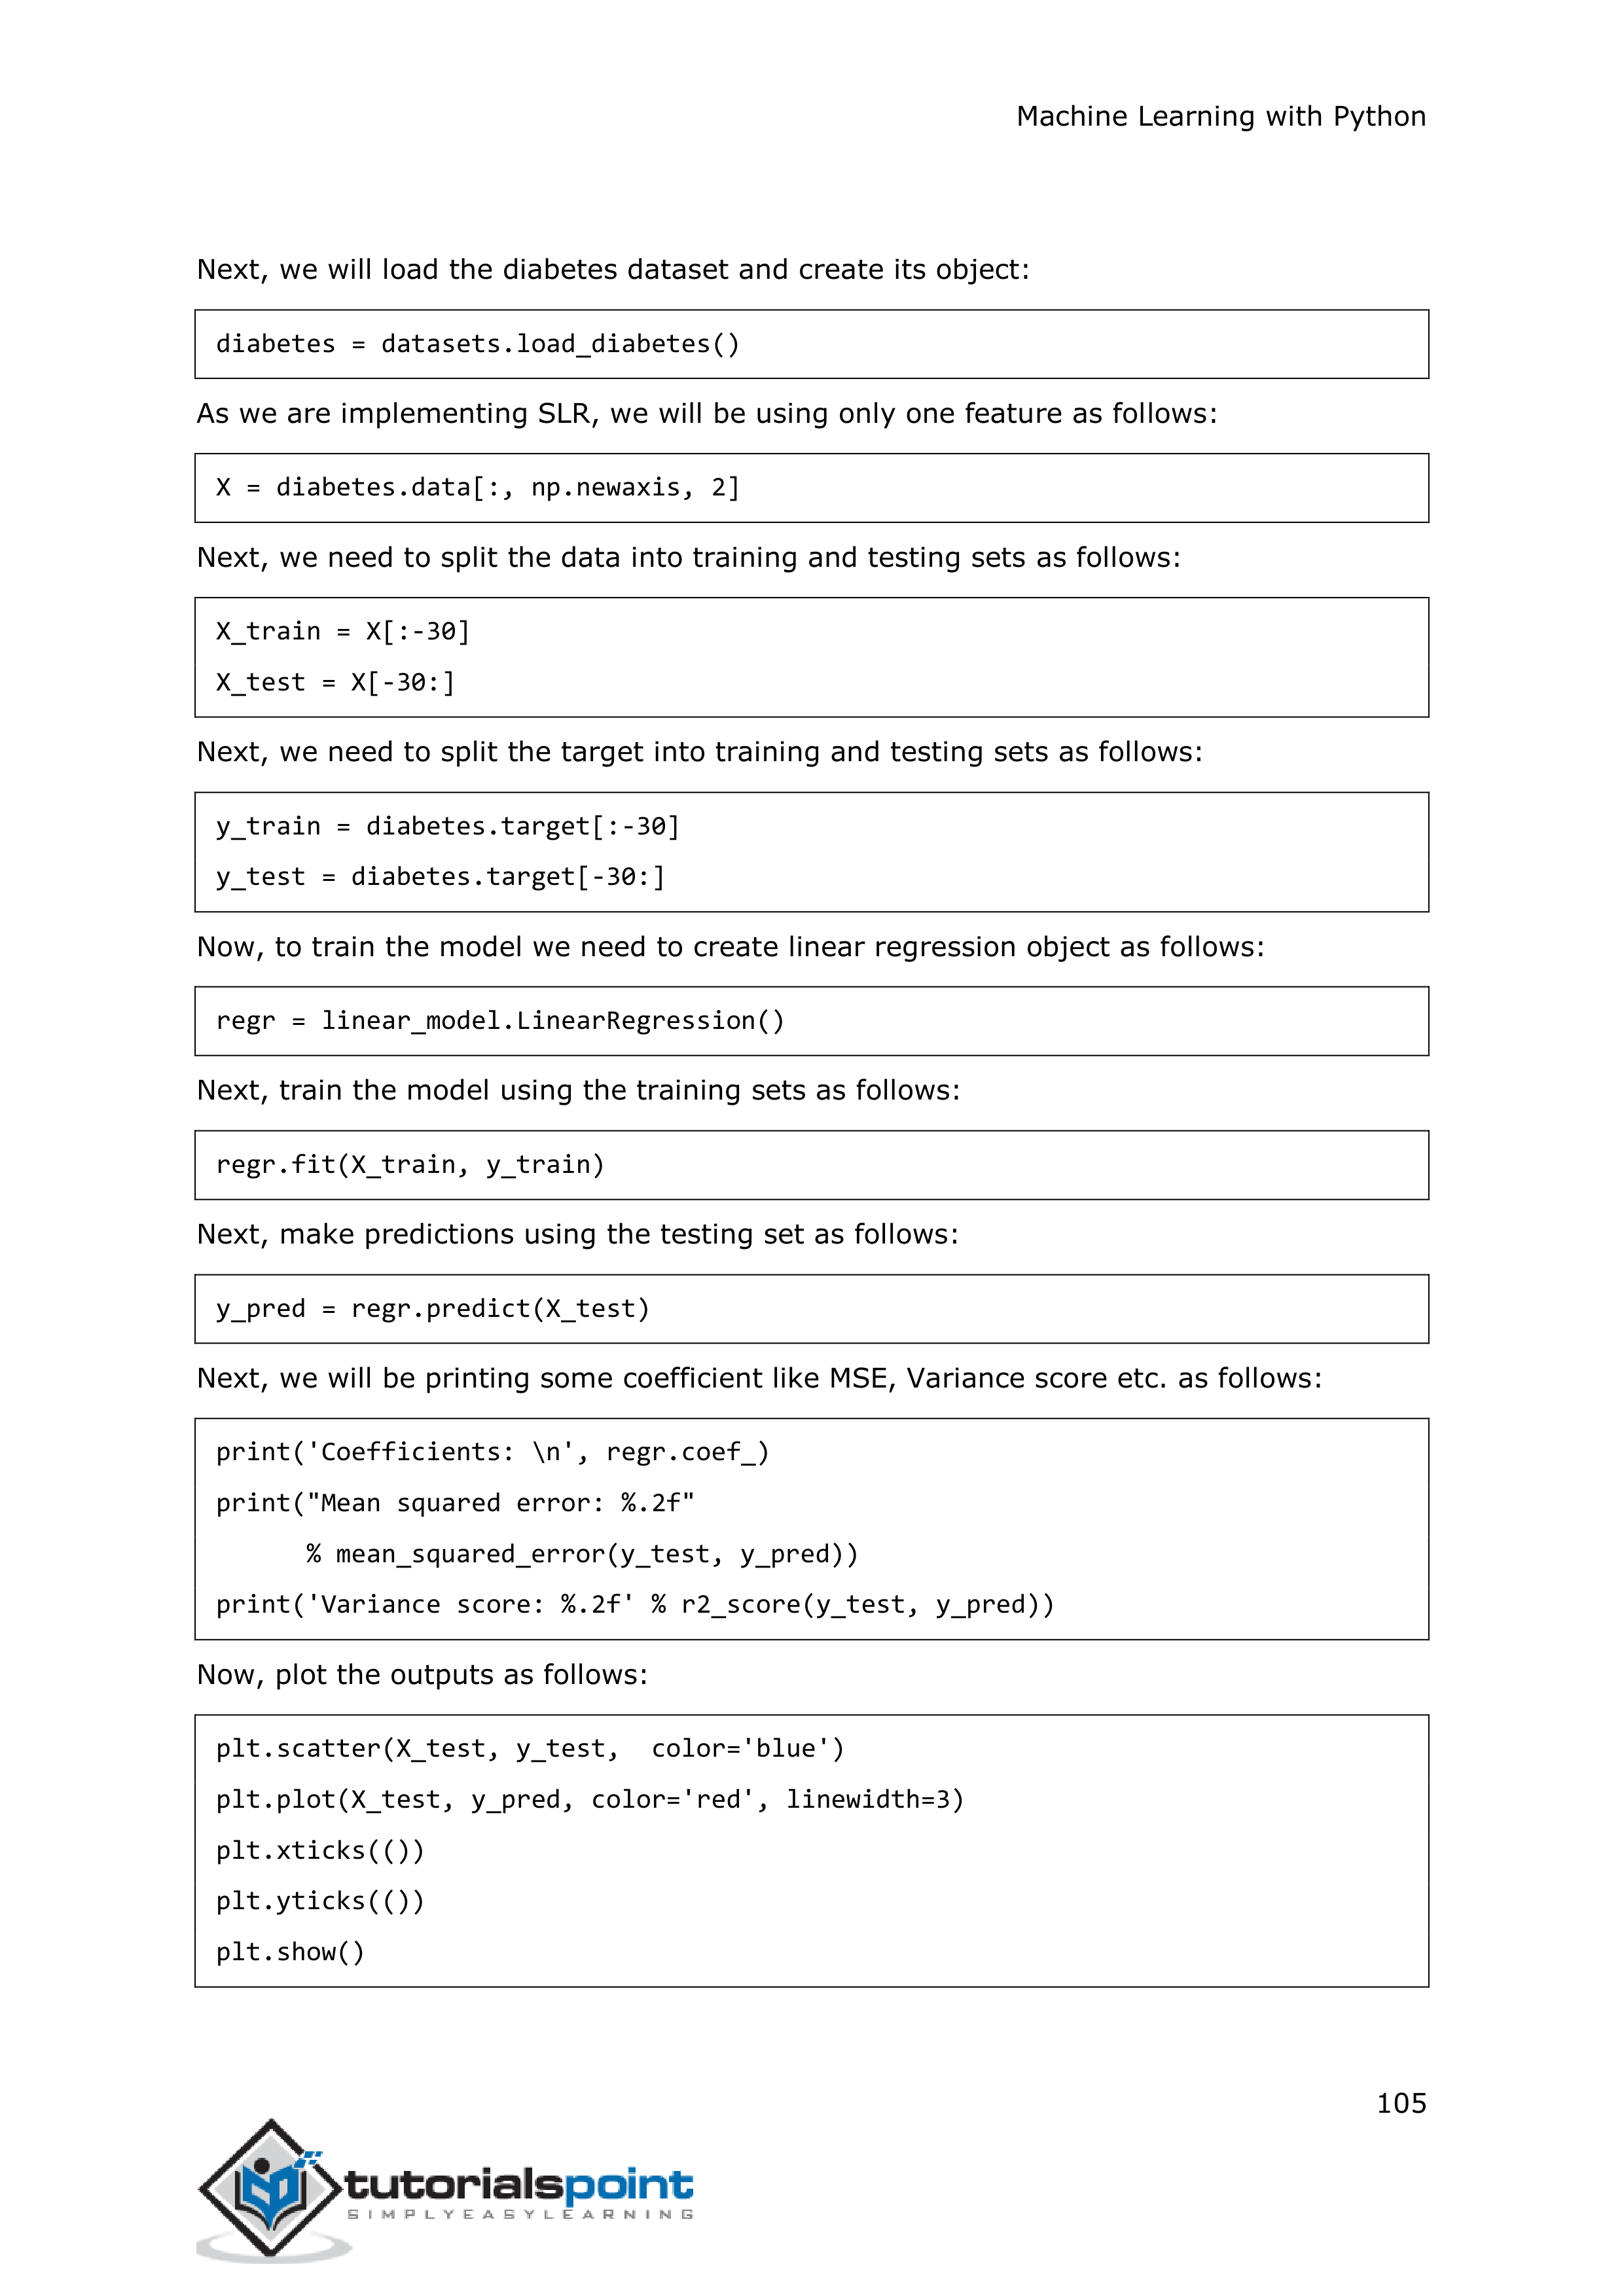 Machine Learning with Python
Next, we will load the diabetes dataset and create its object:
diabetes = datasets.load_diabetes()
As we are implementing SLR, we will be using only one feature as follows:
X = diabetes.data[:, np.newaxis, 2]
Next, we need to split the data into training and testing sets as follows:
X_train = X[:-30]
X_test = X[-30:]
Next, we need to split the target into training and testing sets as follows:
y_train = diabetes.target[:-30]
y_test = diabetes.target[-30:]
Now, to train the model we need to create linear regression object as follows:
regr = linear_model.LinearRegression()
Next, train the model using the training sets as follows:
regr.fit(X_train, y_train)
Next, make predictions using the testing set as follows:
y_pred = regr.predict(X_test)
Next, we will be printing some coefficient like MSE, Variance score etc. as follows:
print('Coefficients: \n', regr.coef_)
print("Mean squared error: %.2f"
      % mean_squared_error(y_test, y_pred))
print('Variance score: %.2f' % r2_score(y_test, y_pred))
Now, plot the outputs as follows:
plt.scatter(X_test, y_test,  color='blue')
plt.plot(X_test, y_pred, color='red', linewidth=3)
plt.xticks(())
plt.yticks(())
plt.show()
105
tutorialspoint
SIMPLYEASYLEARNING